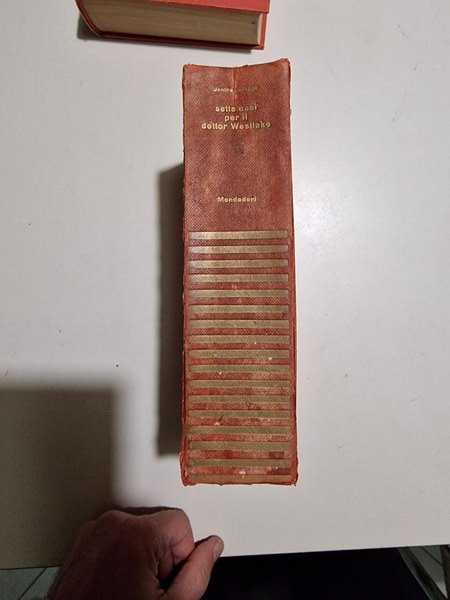 sette casi
per il
dottor Westlake
Mondadori